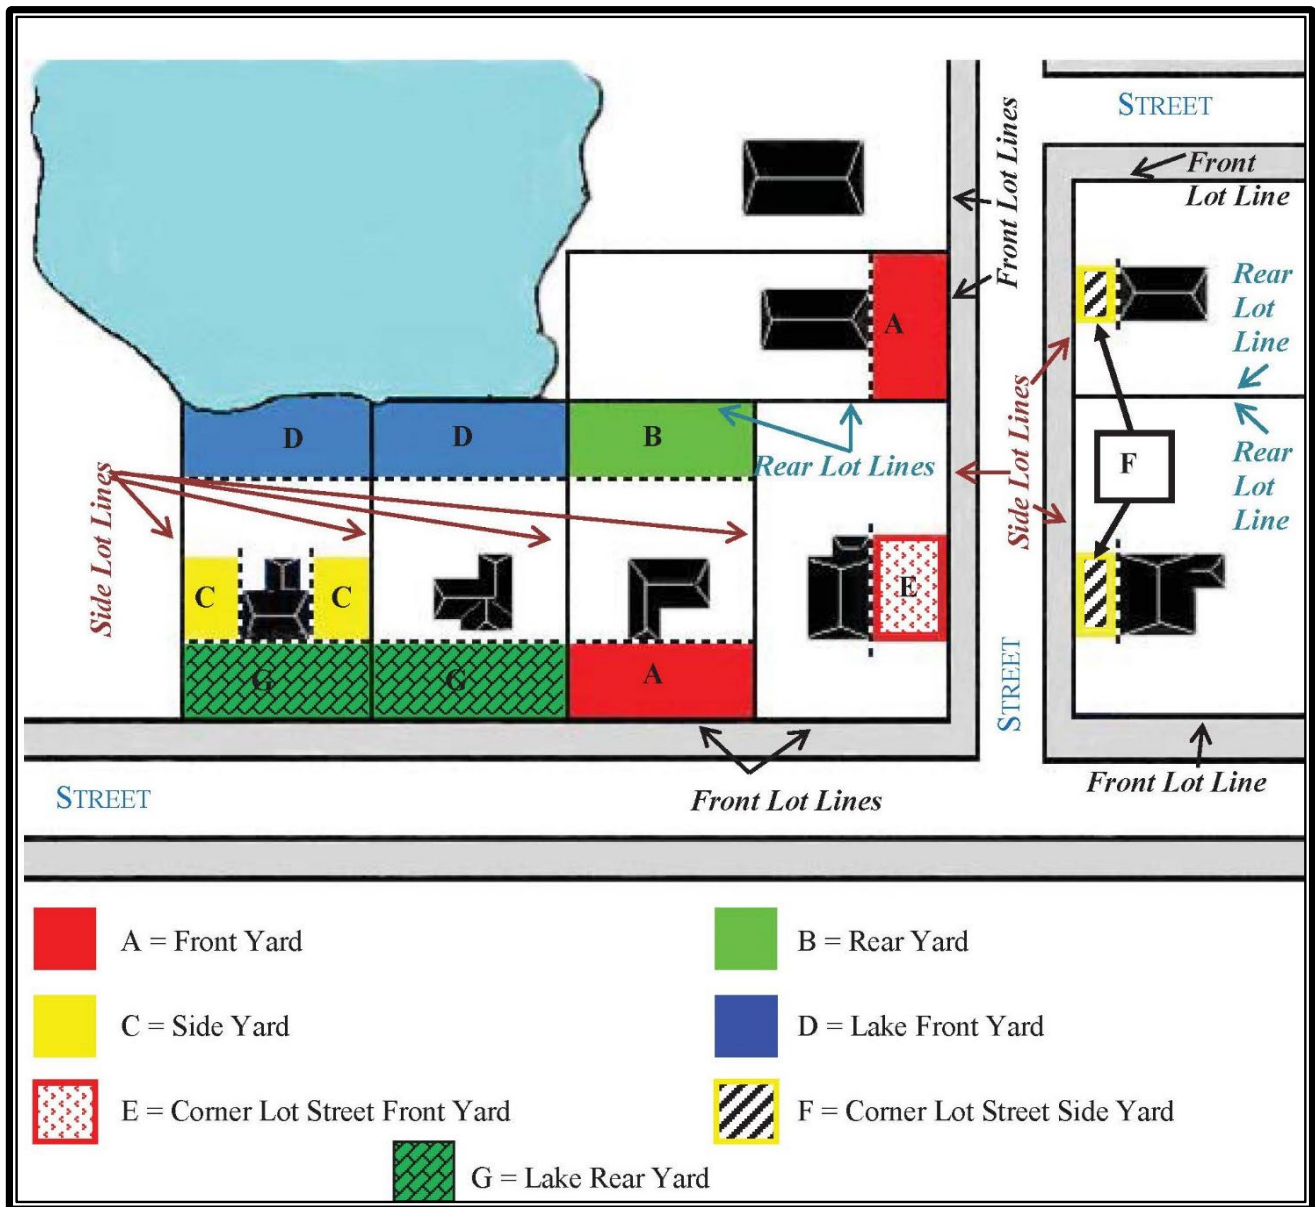 STREET
Front
Lot Line
Front Lot Lines
A
Rear
Lot
Line
Side Lot Lines
D
D
B
Rear Lot Lines
F
Rear
Lot
Line
Side Lot Lines
C
C
E
G
G
A
STREET
Front Lot Lines
Front Lot Line
STREET
A = Front Yard
B = Rear Yard
C = Side Yard
D = Lake Front Yard
E = Corner Lot Street Front Yard
F = Corner Lot Street Side Yard
G = Lake Rear Yard